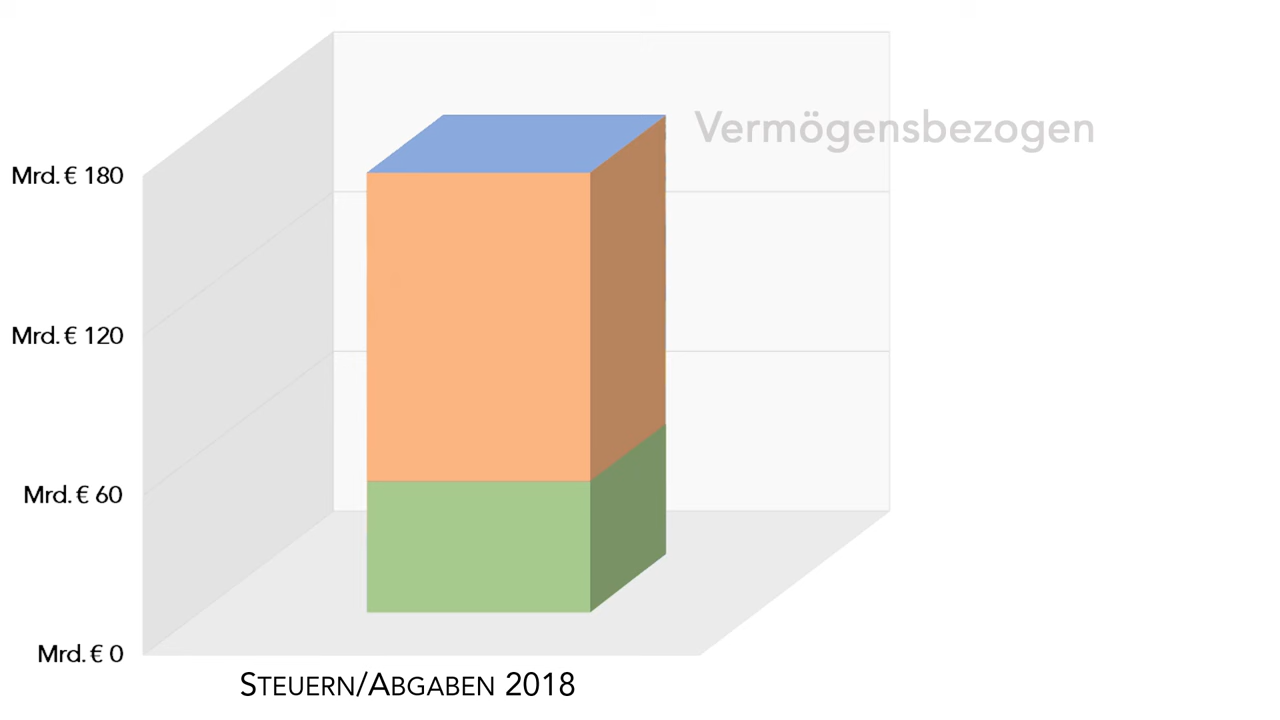 Vermögensbezogen
Mrd. € 180
Mrd. € 120
Mrd. € 60
Mrd. € 0
STEUERN/ABGABEN 2018